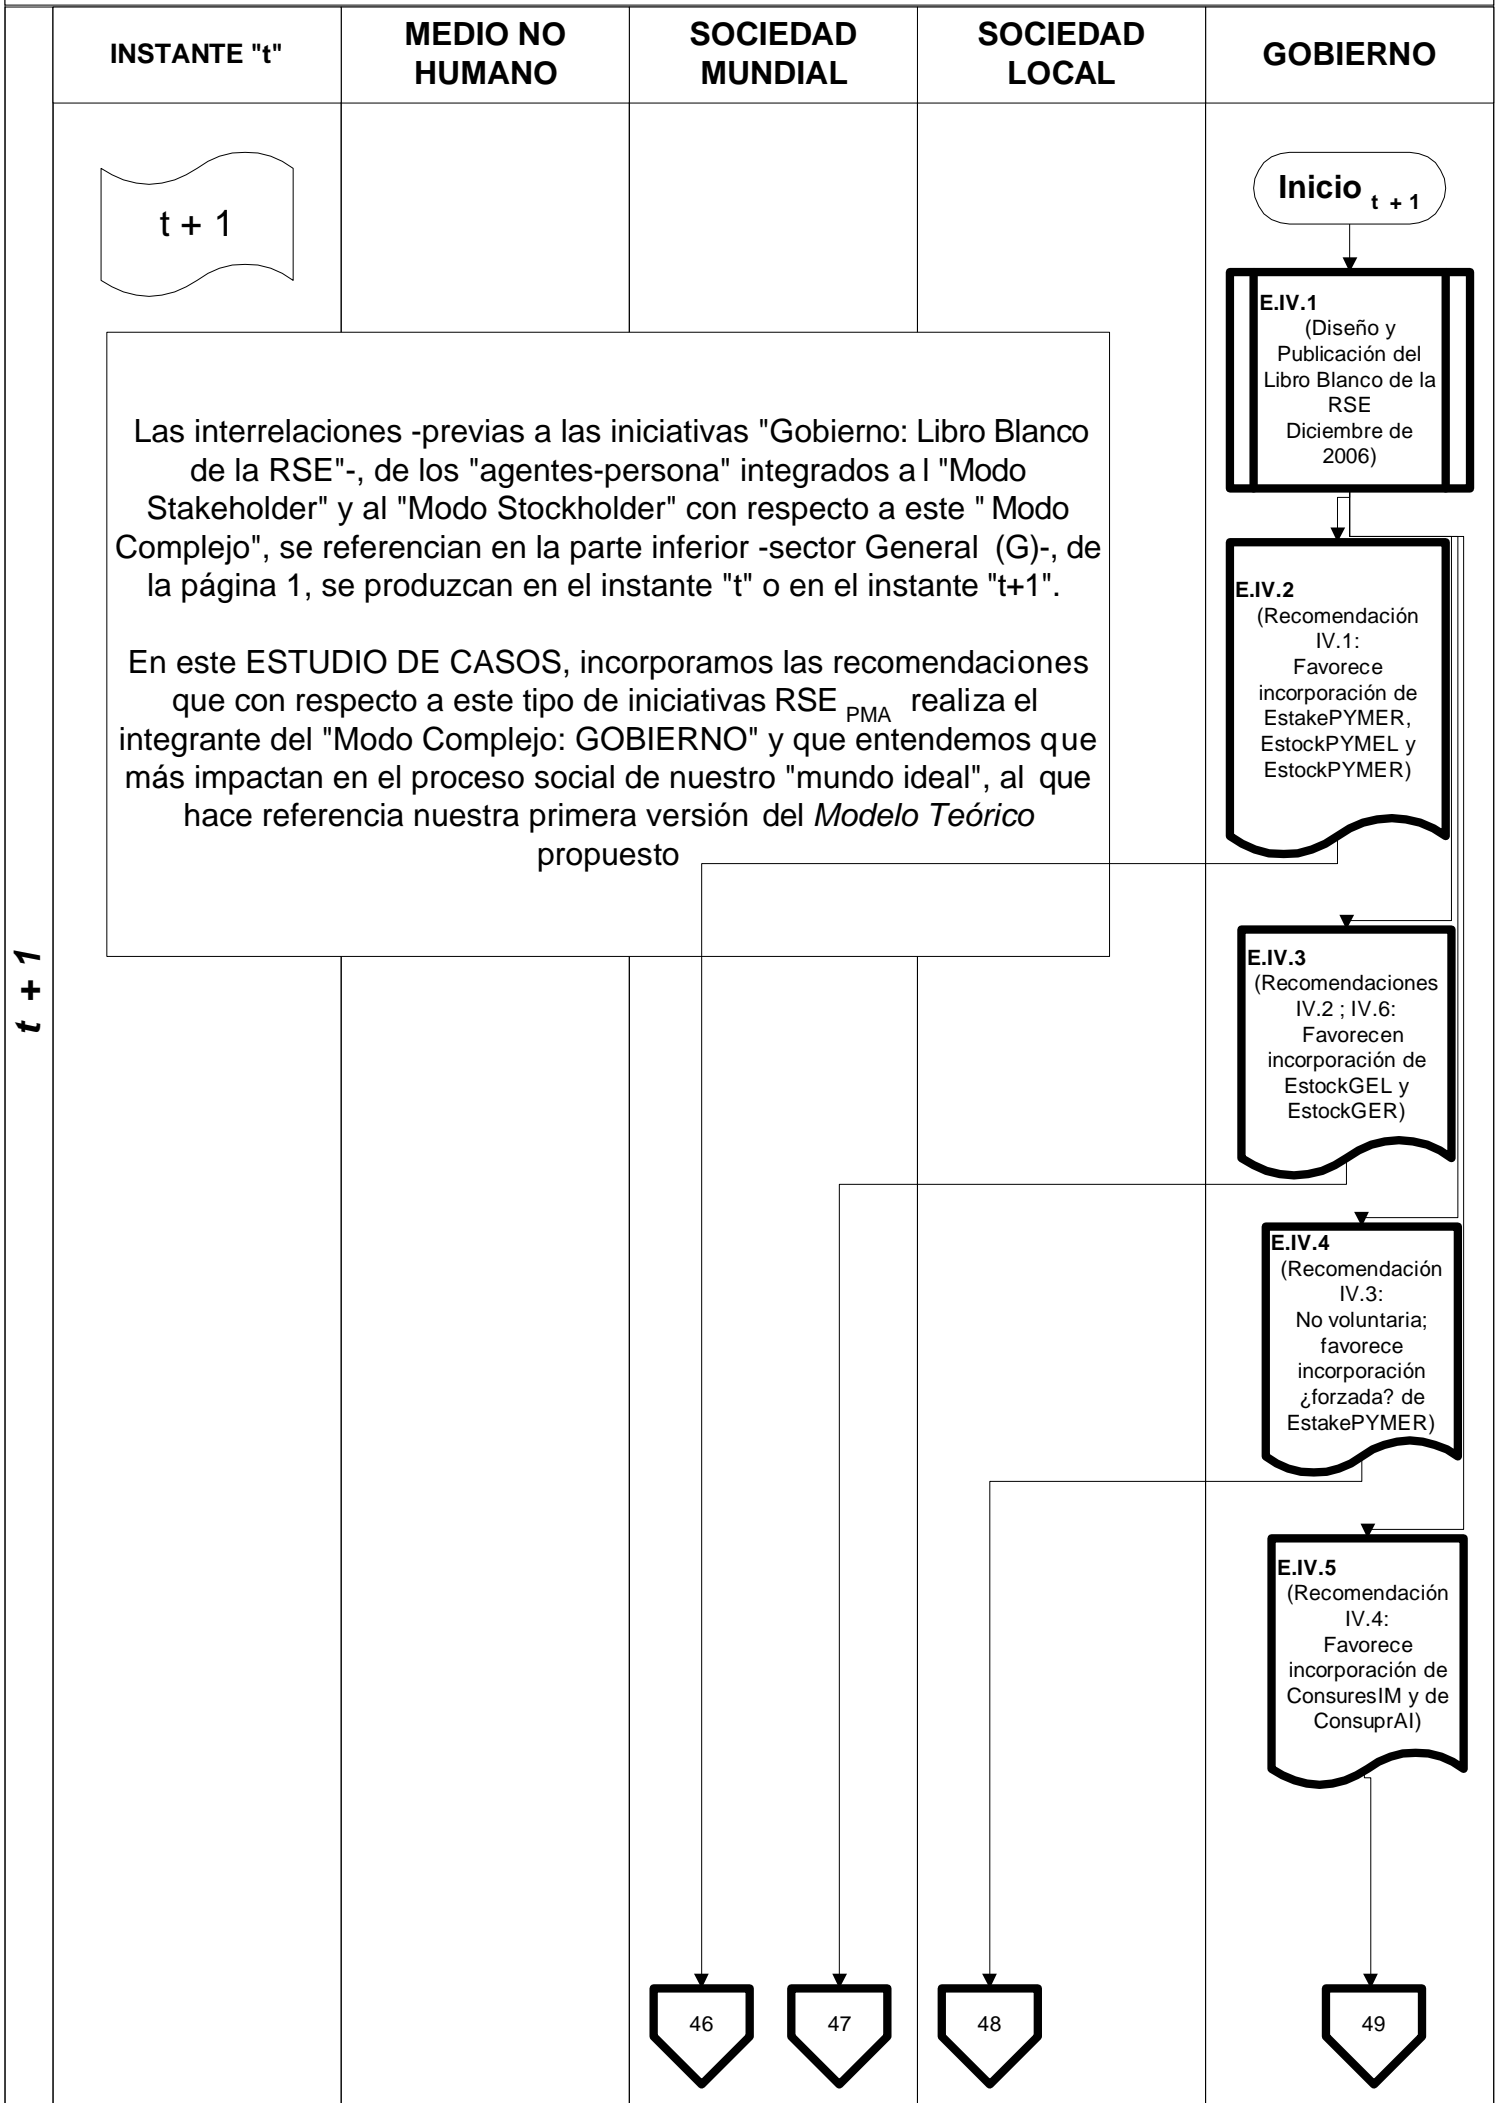 INSTANTE "t"
MEDIO NO
HUMANO
SOCIEDAD
MUNDIAL
SOCIEDAD
LOCAL
GOBIERNO
t + 1
t + 1
Inicio t + 1
E.IV.1
(Diseño y
Publicación del
Libro Blanco de la
RSE
Diciembre de
2006)
Las interrelaciones -previas a las iniciativas "Gobierno: Libro Blanco
de la RSE"-, de los "agentes-persona" integrados al "Modo
Stakeholder" y al "Modo Stockholder" con respecto a este "Modo
Complejo", se referencian en la parte inferior -sector General (G)-, de
la página 1, se produzcan en el instante "t" o en el instante "t+1".
En este ESTUDIO DE CASOS, incorporamos las recomendaciones
que con respecto a este tipo de iniciativas RSE PMA realiza el
integrante del "Modo Complejo: GOBIERNO" y que entendemos que
más impactan en el proceso social de nuestro "mundo ideal", al que
hace referencia nuestra primera versión del Modelo Teórico
propuesto
E.IV.2
(Recomendación
IV.1:
Favorece
incorporación de
EstakePYMER,
EstockPYMEL y
EstockPYMER)
E.IV.3
(Recomendaciones
IV.2 ; IV.6:
Favorecen
incorporación de
EstockGEL y
EstockGER)
E.IV.4
(Recomendación
IV.3:
No voluntaria;
favorece
incorporación
¿forzada? de
EstakePYMER)
E.IV.5
(Recomendación
IV.4:
Favorece
incorporación de
ConsuresIM y de
ConsuprAI)
46
47
48
49